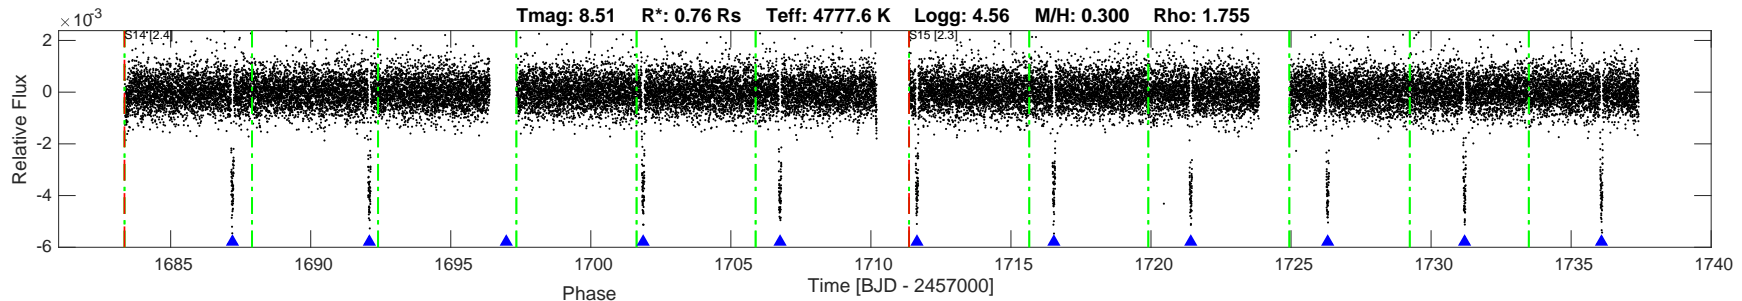 Tmag: 8.51 R*: 0.76 Rs Teff: 4777.6 K Logg: 4.56 M/H: 0.300 Rho: 1.755
×10⁻³
S14 [2.4]
S15 [2.3]
2
0
-2
-4
-6
Relative Flux
1685 1690 1695 1700 1705 1710 1715 1720 1725 1730 1735 1740
Phase
Time [BJD - 2457000]